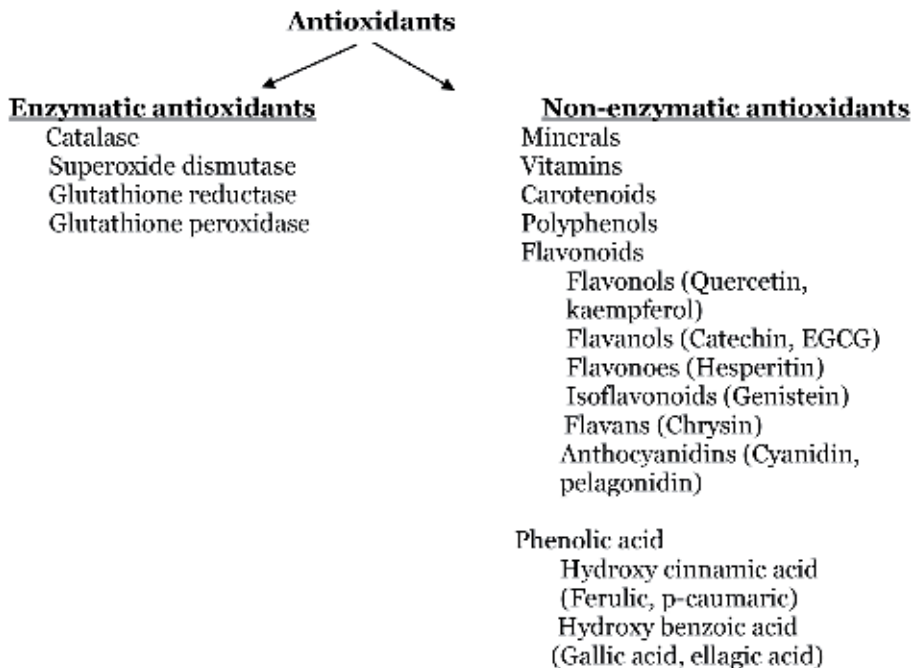 Antioxidants
Enzymatic antioxidants
Catalase
Superoxide dismutase
Glutathione reductase
Glutathione peroxidase
Non-enzymatic antioxidants
Minerals
Vitamins
Carotenoids
Polyphenols
Flavonoids
Flavonols (Quercetin,
kaempferol)
Flavanols (Catechin, EGCG)
Flavonoes (Hesperitin)
Isoflavonoids (Genistein)
Flavans (Chrysin)
Anthocyanidins (Cyanidin,
pelagonidin)
Phenolic acid
Hydroxy cinnamic acid
(Ferulic, p-caumaric)
Hydroxy benzoic acid
(Gallic acid, ellagic acid)